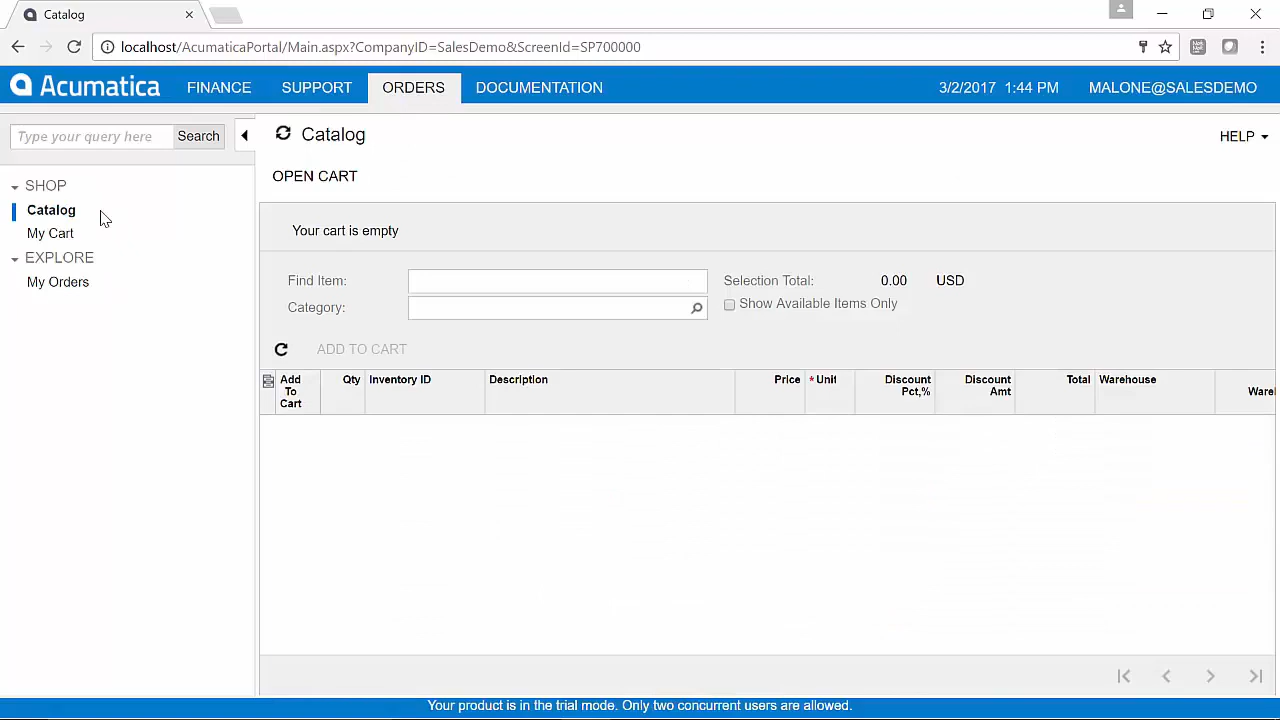 Catalog
localhost/AcumaticaPortal/Main.aspx?CompanyID=SalesDemo&ScreenId=SP700000
Acumatica FINANCE SUPPORT ORDERS DOCUMENTATION 3/2/2017 1:44 PM MALONE@SALESDEMO
Type your query here Search
Catalog
HELP
OPEN CART
SHOP
Catalog
My Cart
EXPLORE
My Orders
Your cart is empty
Find Item: Selection Total: 0.00 USD
Category: Show Available Items Only
ADD TO CART
Add To Cart Qty Inventory ID Description Price * Unit Discount Pct,% Discount Amt Total Warehouse Warel
Your product is in the trial mode. Only two concurrent users are allowed.